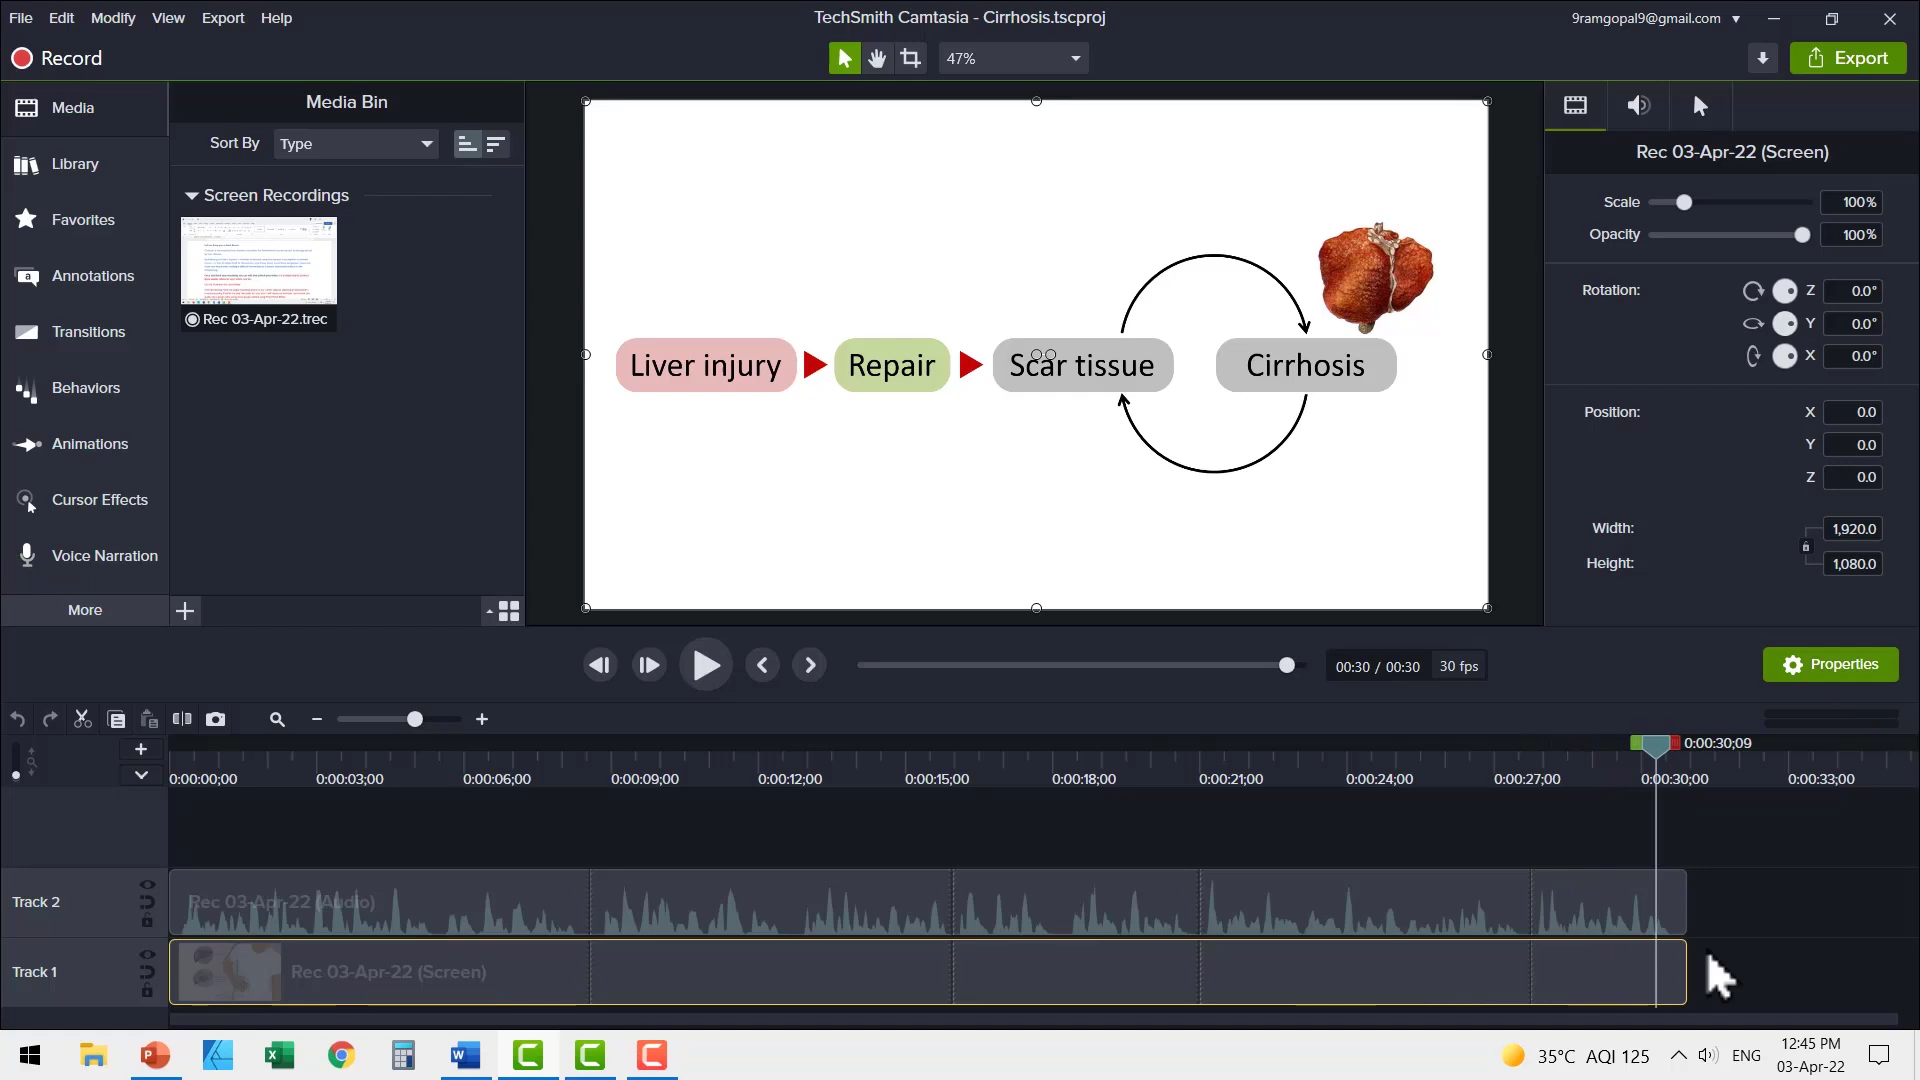 File Edit Modify View Export Help
TechSmith Camtasia - Cirrhosis.tscproj
9ramgopal9@gmail.com
Record
47%
Export
Media
Library
Favorites
Annotations
Transitions
Behaviors
Animations
Cursor Effects
Voice Narration
More
Media Bin
Sort By Type
Screen Recordings
Rec 03-Apr-22.trec
Liver injury
Repair
Scar tissue
Cirrhosis
Rec 03-Apr-22 (Screen)
Scale 100%
Opacity 100%
Rotation: Z 0.0°
Y 0.0°
X 0.0°
Position: X 0.0
Y 0.0
Z 0.0
Width: 1,920.0
Height: 1,080.0
00:30 / 00:30 30 fps
Properties
0:00:30;09
0:00:00;00 0:00:03;00 0:00:06;00 0:00:09;00 0:00:12;00 0:00:15;00 0:00:18;00 0:00:21;00 0:00:24;00 0:00:27;00 0:00:30;00 0:00:33;00
Track 2
Rec 03-Apr-22 (Audio)
Track 1
Rec 03-Apr-22 (Screen)
35°C AQI 125
ENG
12:45 PM
03-Apr-22